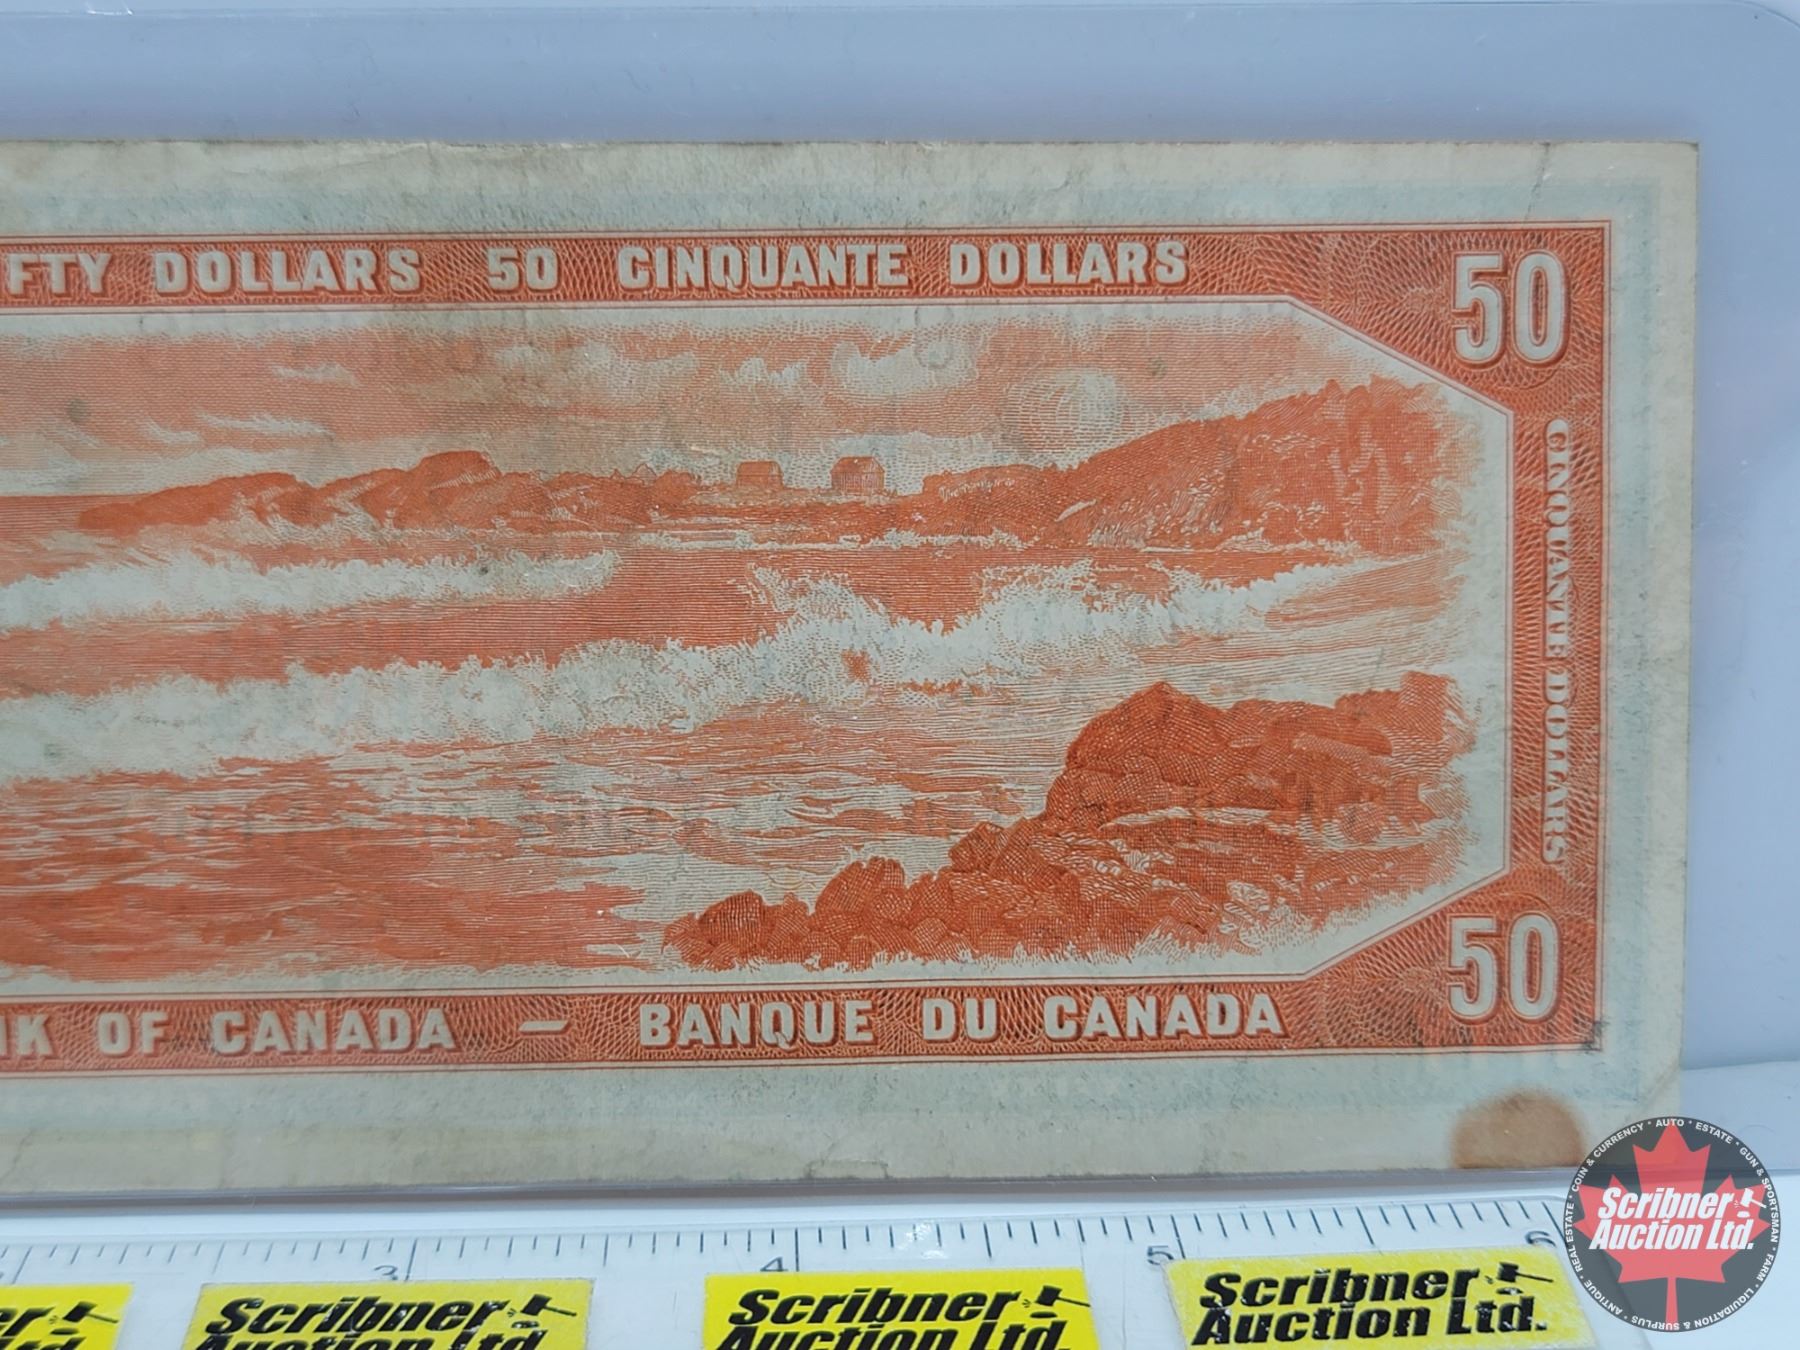 FTY DOLLARS 50 CINQUANTE DOLLARS
50
CINQUANTE DOLLARS
50
NK OF CANADA — BANQUE DU CANADA
3 4 5 6
Scribner
Auction Ltd.
Scribner
Auction Ltd.
Scribner
Auction Ltd.
COIN & CURRENCY * AUTO * ESTATE * GUN & SPORTSMAN * FARM * LIQUIDATION & SURPLUS * ANTIQUE * REAL ESTATE *
Scribner
Auction Ltd.